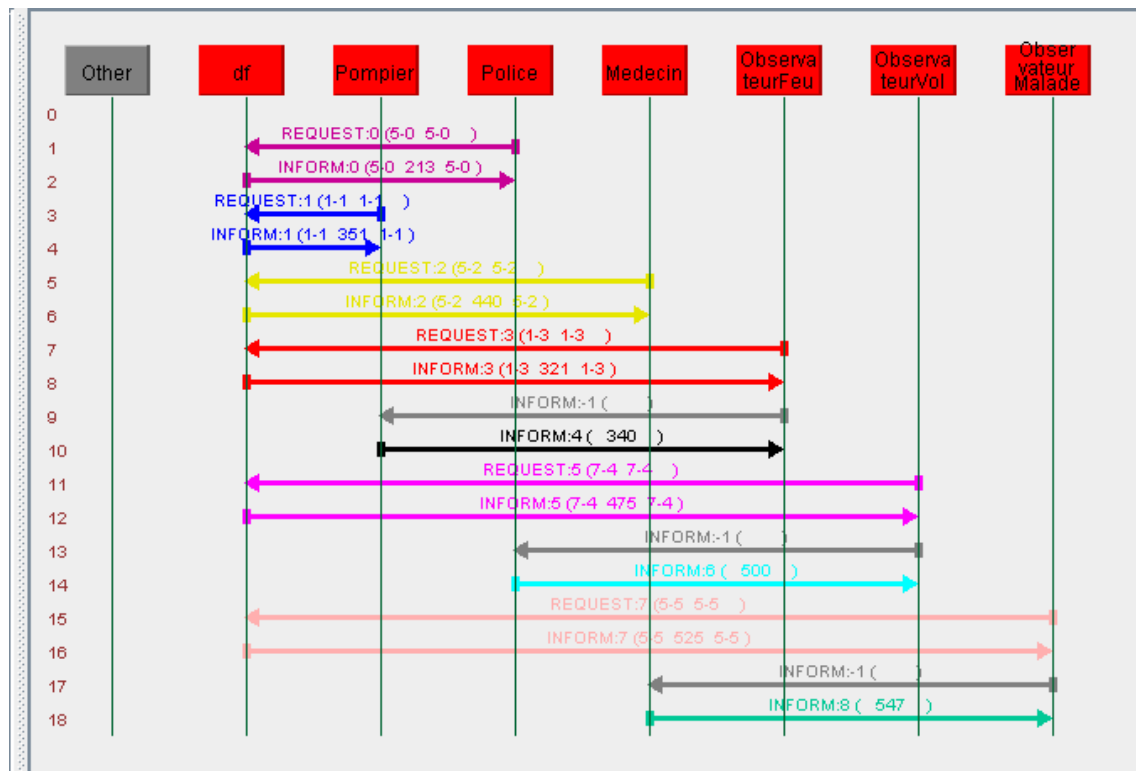 Other
df
Pompier
Police
Medecin
Observa
teurFeu
Observa
teurVol
Obser
vateur
Malade
0
REQUEST:0 (5-0 5-0 )
1
INFORM:0 (5-0 213 5-0 )
2
REQUEST:1 (1-1 1-1 )
3
INFORM:1 (1-1 351 1-1 )
4
REQUEST:2 (5-2 5-2 )
5
INFORM:2 (5-2 440 5-2 )
6
REQUEST:3 (1-3 1-3 )
7
INFORM:3 (1-3 321 1-3 )
8
INFORM:-1 ( )
9
INFORM:4 ( 340 )
10
REQUEST:5 (7-4 7-4 )
11
INFORM:5 (7-4 475 7-4 )
12
INFORM:-1 ( )
13
INFORM:6 ( 500 )
14
REQUEST:7 (5-5 5-5 )
15
INFORM:7 (5-5 525 5-5 )
16
INFORM:-1 ( )
17
INFORM:8 ( 547 )
18